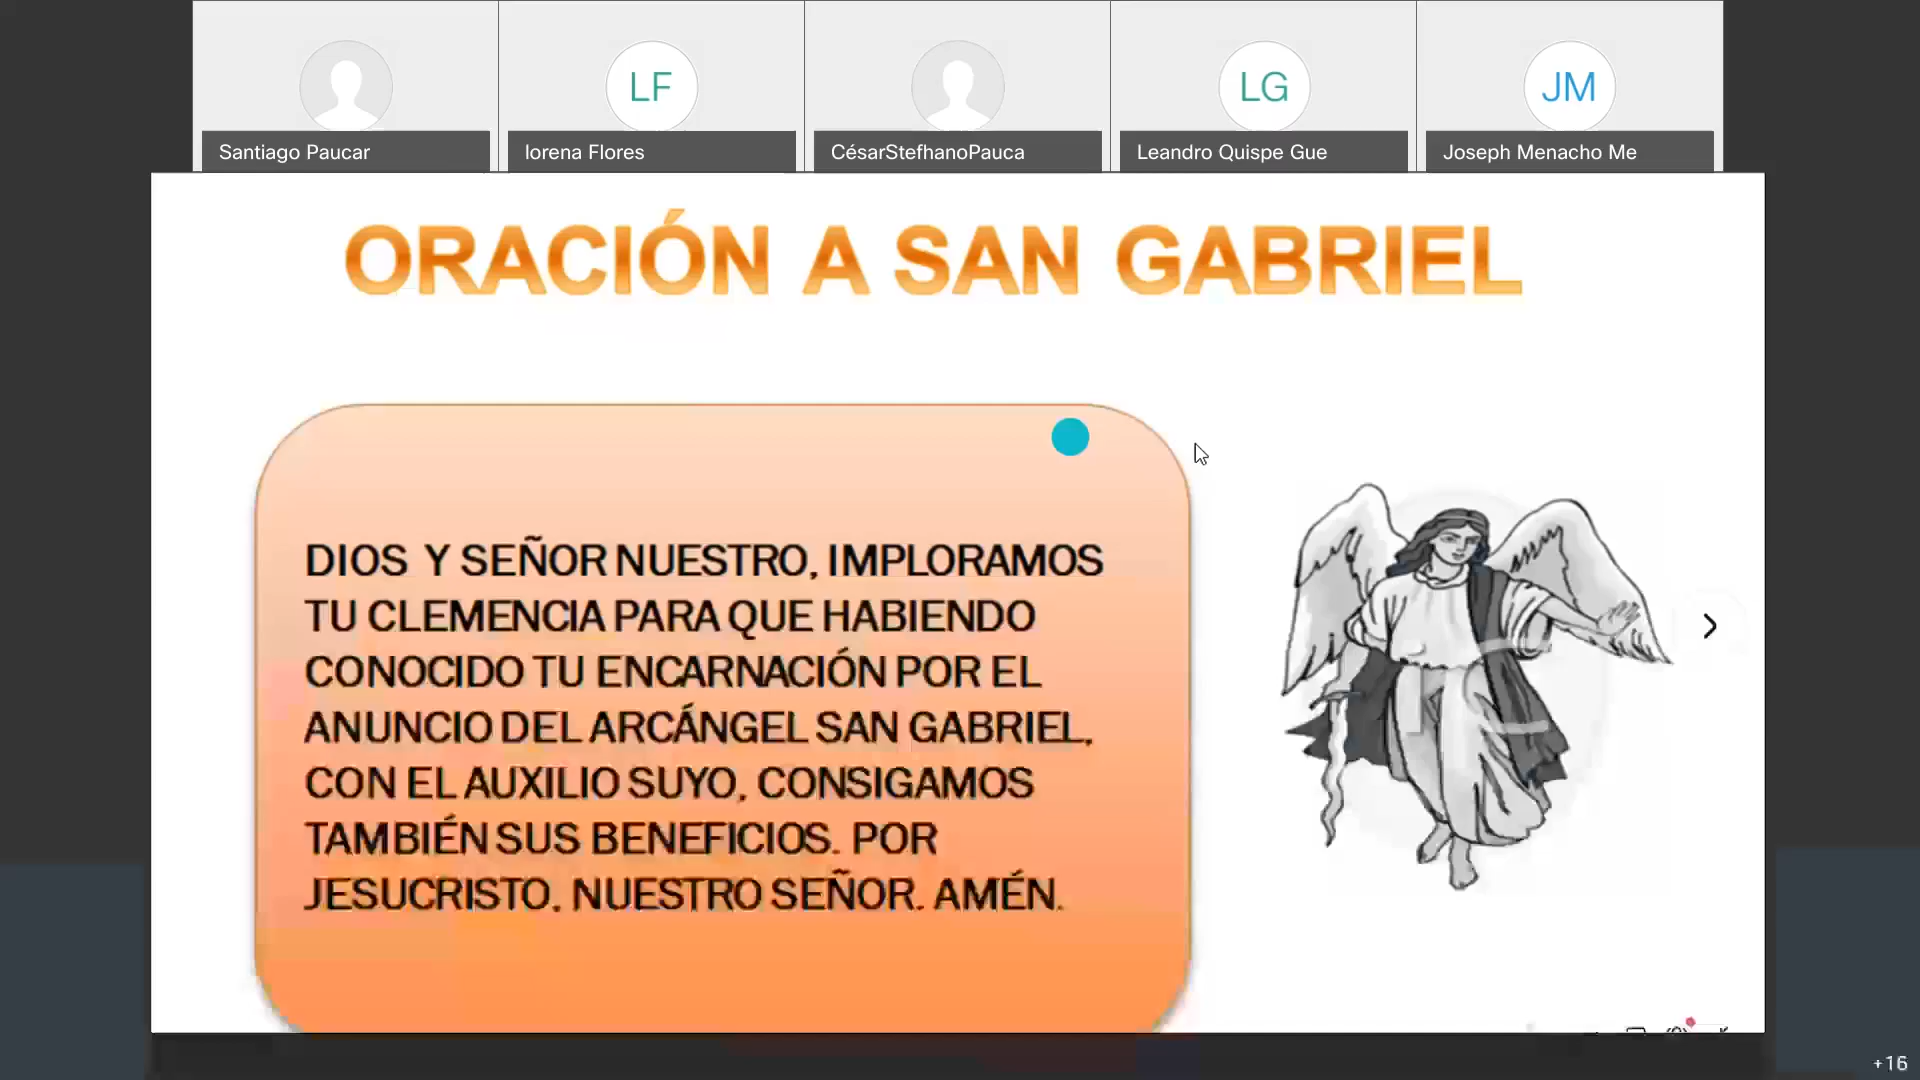 LF
LG
JM
Santiago Paucar
lorena Flores
CésarStefhanoPauca
Leandro Quispe Gue
Joseph Menacho Me
ORACIÓN A SAN GABRIEL
DIOS Y SEÑOR NUESTRO, IMPLORAMOS
TU CLEMENCIA PARA QUE HABIENDO
CONOCIDO TU ENCARNACIÓN POR EL
ANUNCIO DEL ARCÁNGEL SAN GABRIEL,
CON EL AUXILIO SUYO, CONSIGAMOS
TAMBIÉN SUS BENEFICIOS. POR
JESUCRISTO, NUESTRO SEÑOR. AMÉN.
+16